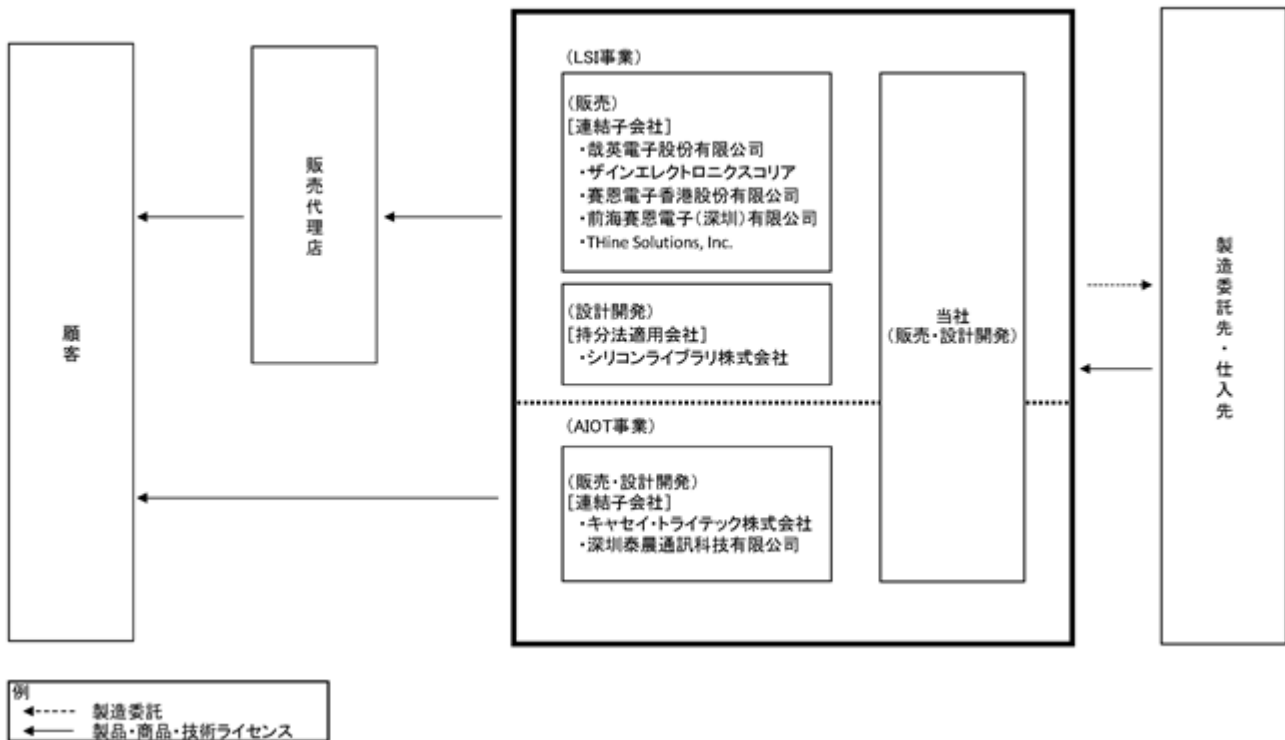 顧客
販売代理店
(LSI事業)
(販売)
[連結子会社]
・哉英電子股份有限公司
・ザインエレクトロニクスコリア
・賽恩電子香港股份有限公司
・前海賽恩電子(深圳)有限公司
・THine Solutions, Inc.
(設計開発)
[持分法適用会社]
・シリコンライブラリ株式会社
(AIOT事業)
(販売・設計開発)
[連結子会社]
・キャセイ・トライテック株式会社
・深圳泰晨通訊科技有限公司
当社
(販売・設計開発)
製造委託先・仕入先
例
製造委託
製品・商品・技術ライセンス